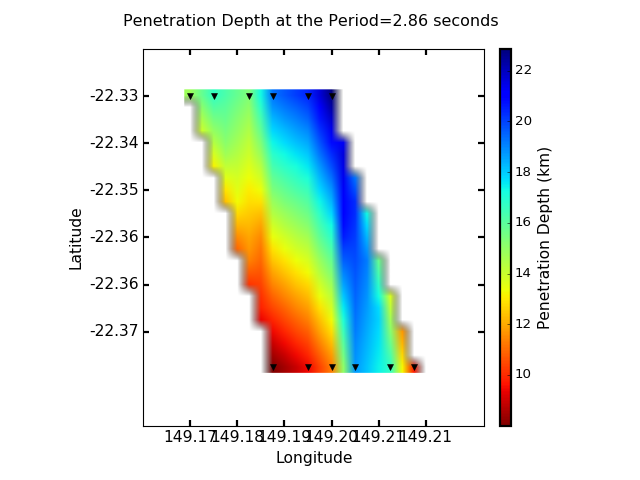 Penetration Depth at the Period=2.86 seconds
-22.33
-22.34
-22.35
-22.36
-22.36
-22.37
Latitude
149.17 149.18 149.19 149.20 149.21 149.21
Longitude
22
20
18
16
14
12
10
Penetration Depth (km)